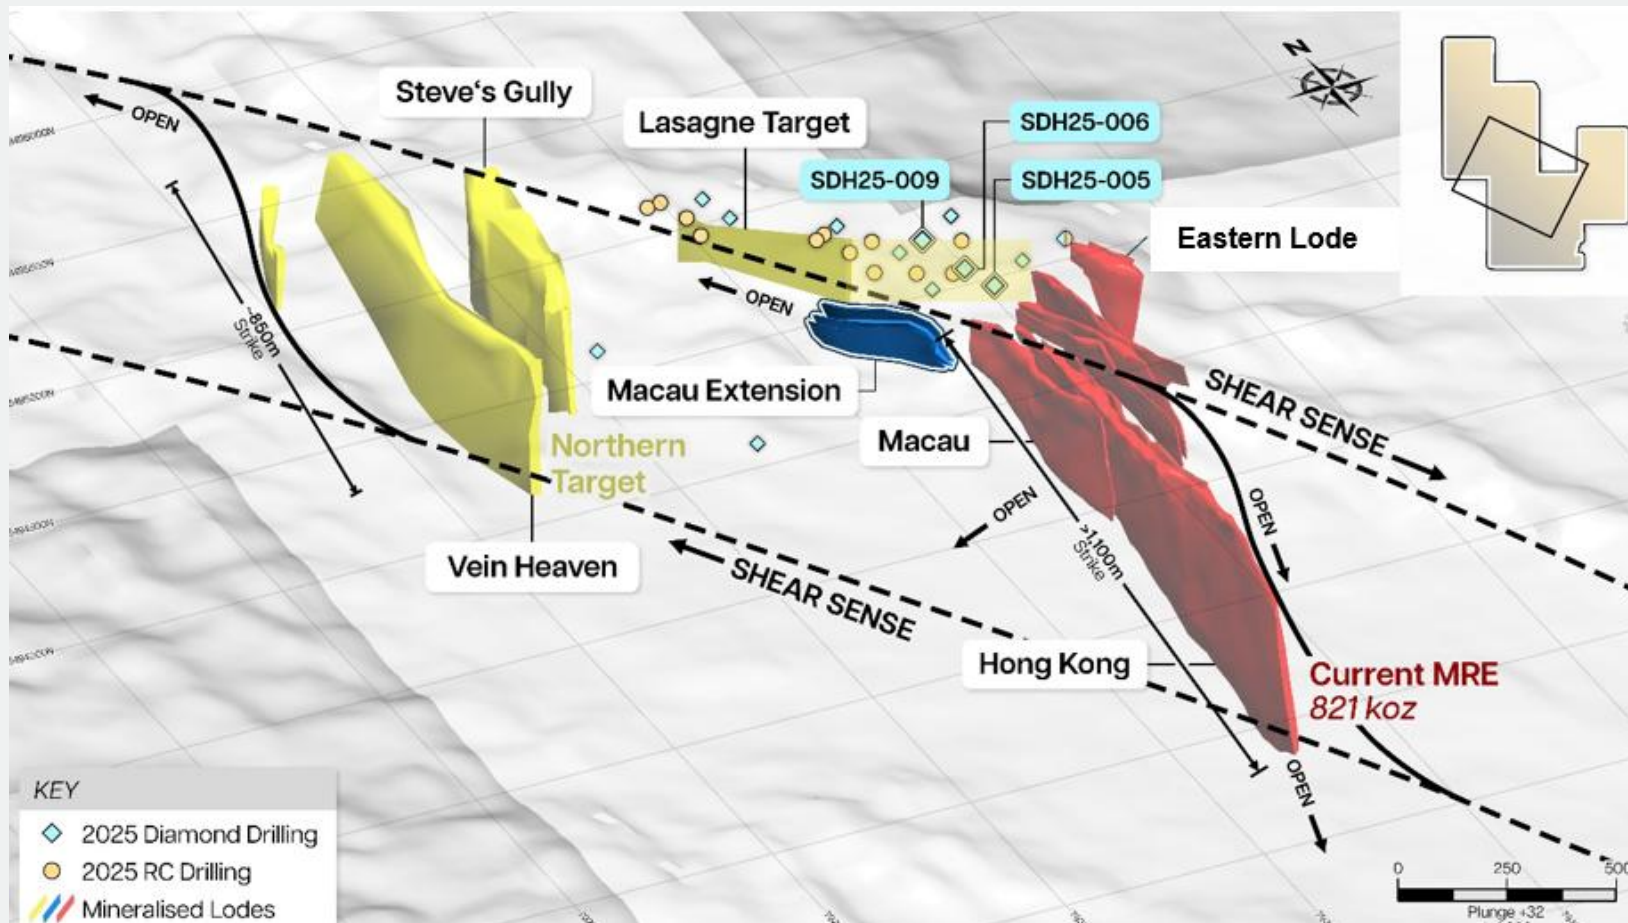 N
Steve's Gully
Lasagne Target
SDH25-006
SDH25-009
SDH25-005
OPEN
Eastern Lode
OPEN
~850m
Strike
Macau Extension
SHEAR SENSE
Macau
Northern
Target
OPEN
OPEN
>1,100m
Strike
Vein Heaven
SHEAR SENSE
Hong Kong
Current MRE
821 koz
OPEN
KEY
2025 Diamond Drilling
2025 RC Drilling
Mineralised Lodes
0 250 500
Plunge +32